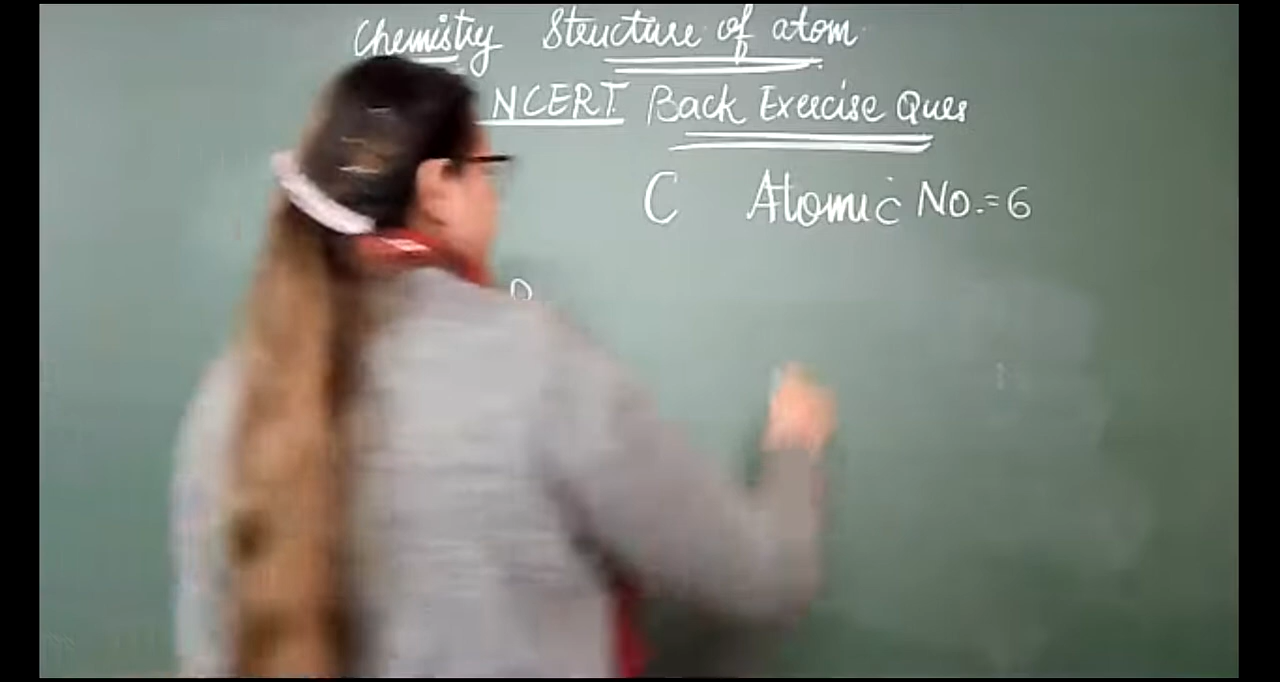 Chemistry Structure of atom
NCERT Back Exercise Ques
C Atomic No.=6